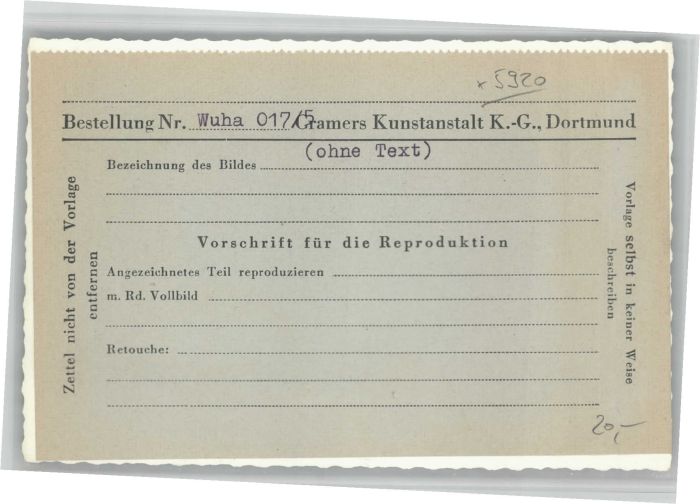 x 5920
Bestellung Nr. Wuha 017/5 Cramers Kunstanstalt K.-G., Dortmund
(ohne Text)
Bezeichnung des Bildes
Vorschrift für die Reproduktion
Angezeichnetes Teil reproduzieren
m. Rd. Vollbild
Retouche:
Zettel nicht von der Vorlage
entfernen
Vorlage selbst in keiner Weise
beschreiben
20,-